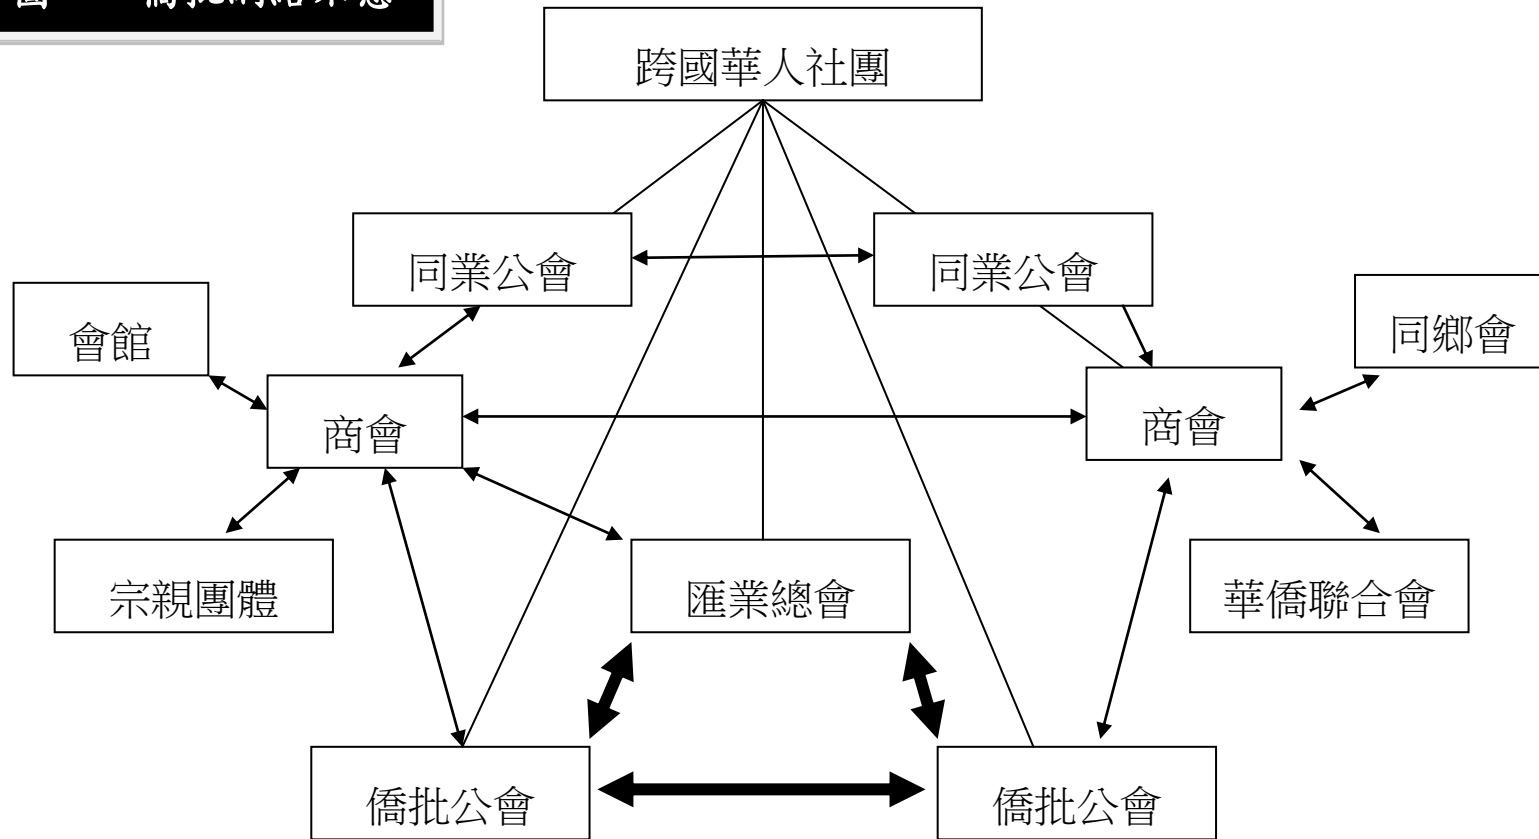 跨國華人社團
同業公會
同業公會
會館
同鄉會
商會
商會
宗親團體
匯業總會
華僑聯合會
僑批公會
僑批公會